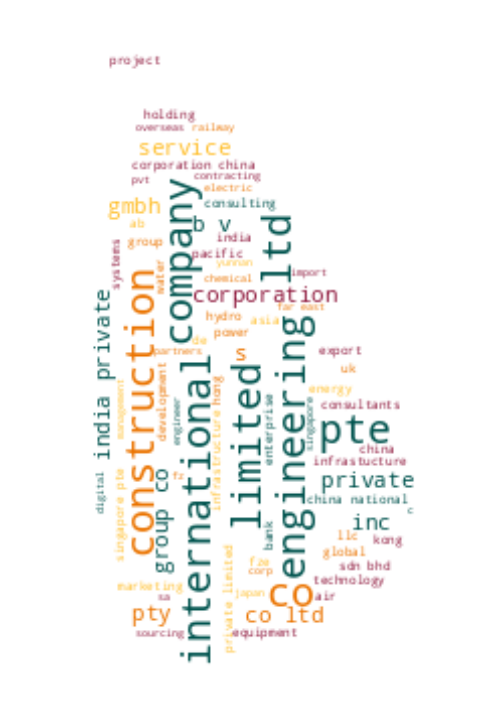 project
holding
overseas
railway
service
corporation china
pvt
contracting
electric
gmbh
consulting
company
ab
b v
ltd
india
group
systems
pacific
yunnan
water
import
chemical
corporation
construction
india private
far east
hydro
asia
power
engineering
de
partners
s
export
international
limited
uk
development
hong
energy
management
engineer
infrastructure
enterprise
singapore
consultants
pte
china
infrastucture
singapore pte
digital
group co
fz
private
china national
c
inc
bank
llc
kong
global
private limited
fze
corp
sdn bhd
technology
marketing
sa
japan
co
air
pty
co ltd
sourcing
equipment